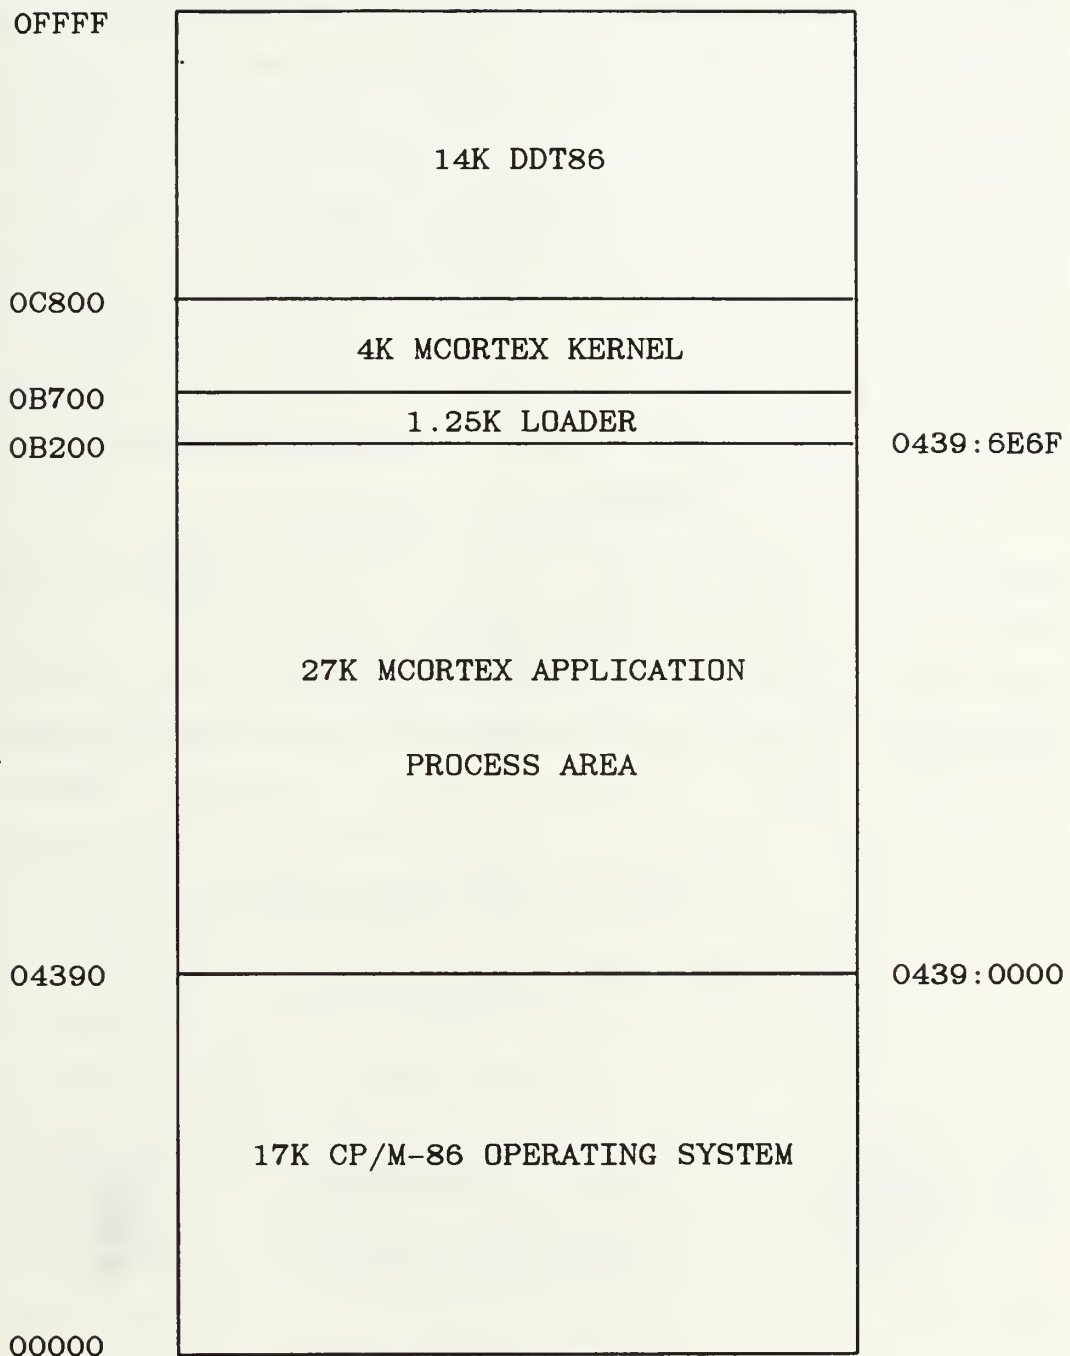 0FFFF
14K DDT86
0C800
4K MCORTEX KERNEL
0B700
1.25K LOADER
0B200
0439:6E6F
27K MCORTEX APPLICATION
PROCESS AREA
04390
0439:0000
17K CP/M-86 OPERATING SYSTEM
00000